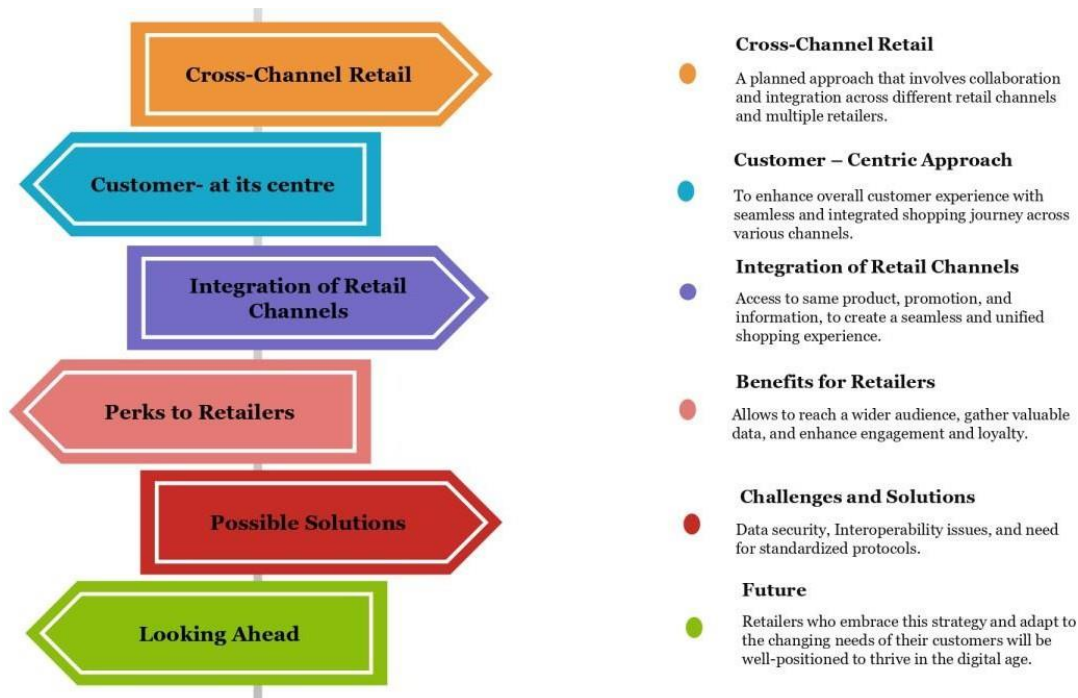 Cross-Channel Retail
Customer- at its centre
Integration of Retail
Channels
Perks to Retailers
Possible Solutions
Looking Ahead
Cross-Channel Retail
A planned approach that involves collaboration
and integration across different retail channels
and multiple retailers.
Customer – Centric Approach
To enhance overall customer experience with
seamless and integrated shopping journey across
various channels.
Integration of Retail Channels
Access to same product, promotion, and
information, to create a seamless and unified
shopping experience.
Benefits for Retailers
Allows to reach a wider audience, gather valuable
data, and enhance engagement and loyalty.
Challenges and Solutions
Data security, Interoperability issues, and need
for standardized protocols.
Future
Retailers who embrace this strategy and adapt to
the changing needs of their customers will be
well-positioned to thrive in the digital age.